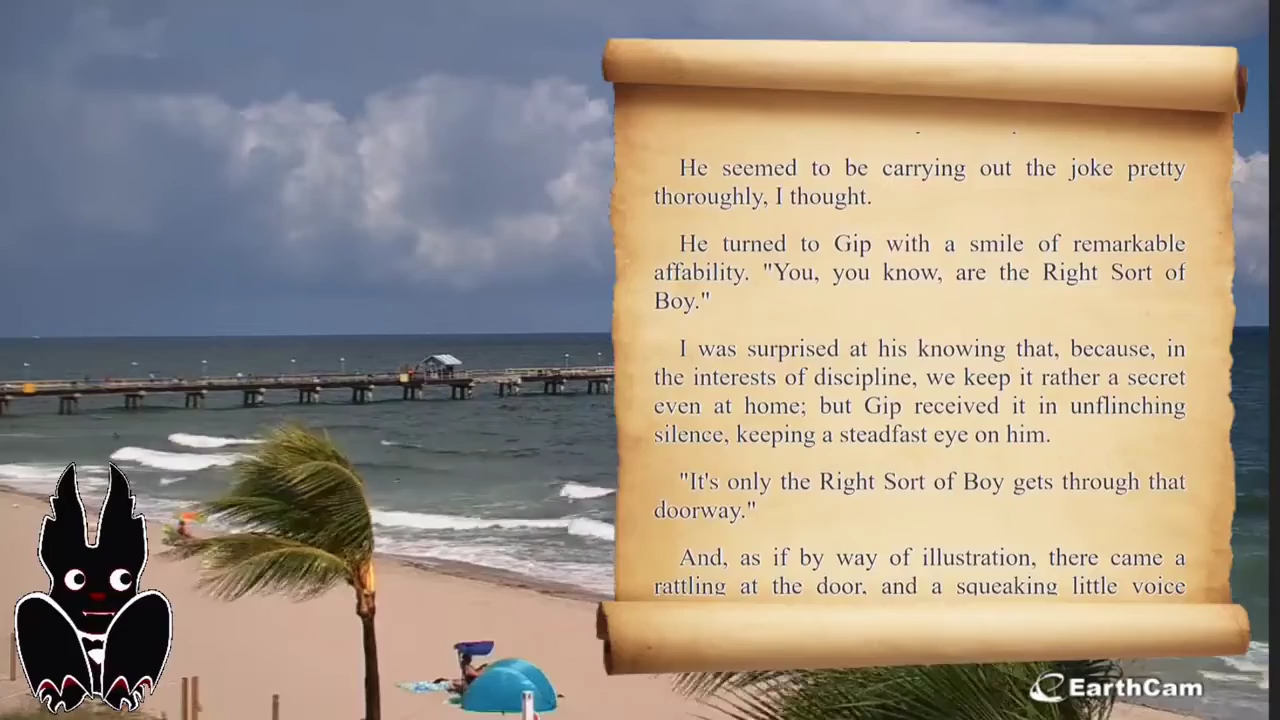 He seemed to be carrying out the joke pretty
thoroughly, I thought.
He turned to Gip with a smile of remarkable
affability. "You, you know, are the Right Sort of
Boy."
I was surprised at his knowing that, because, in
the interests of discipline, we keep it rather a secret
even at home; but Gip received it in unflinching
silence, keeping a steadfast eye on him.
"It's only the Right Sort of Boy gets through that
doorway."
And, as if by way of illustration, there came a
rattling at the door, and a squeaking little voice
EarthCam